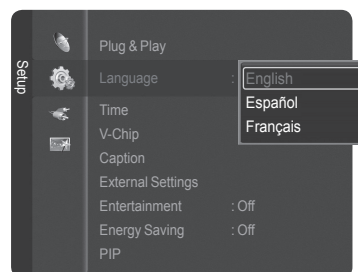 Setup
Plug & Play
Language : English
Español
Français
Time
V-Chip
Caption
External Settings
Entertainment : Off
Energy Saving : Off
PIP